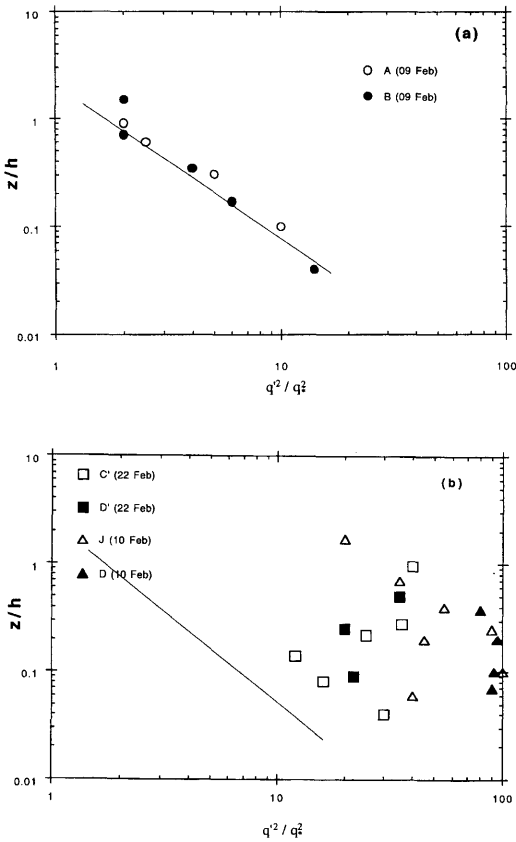 10
(a)
A (09 Feb)
B (09 Feb)
1
z/h
0.1
0.01
1
10
100
q'² / q²*
10
C' (22 Feb)
(b)
D' (22 Feb)
J (10 Feb)
1
D (10 Feb)
z/h
0.1
0.01
1
10
100
q'² / q²*